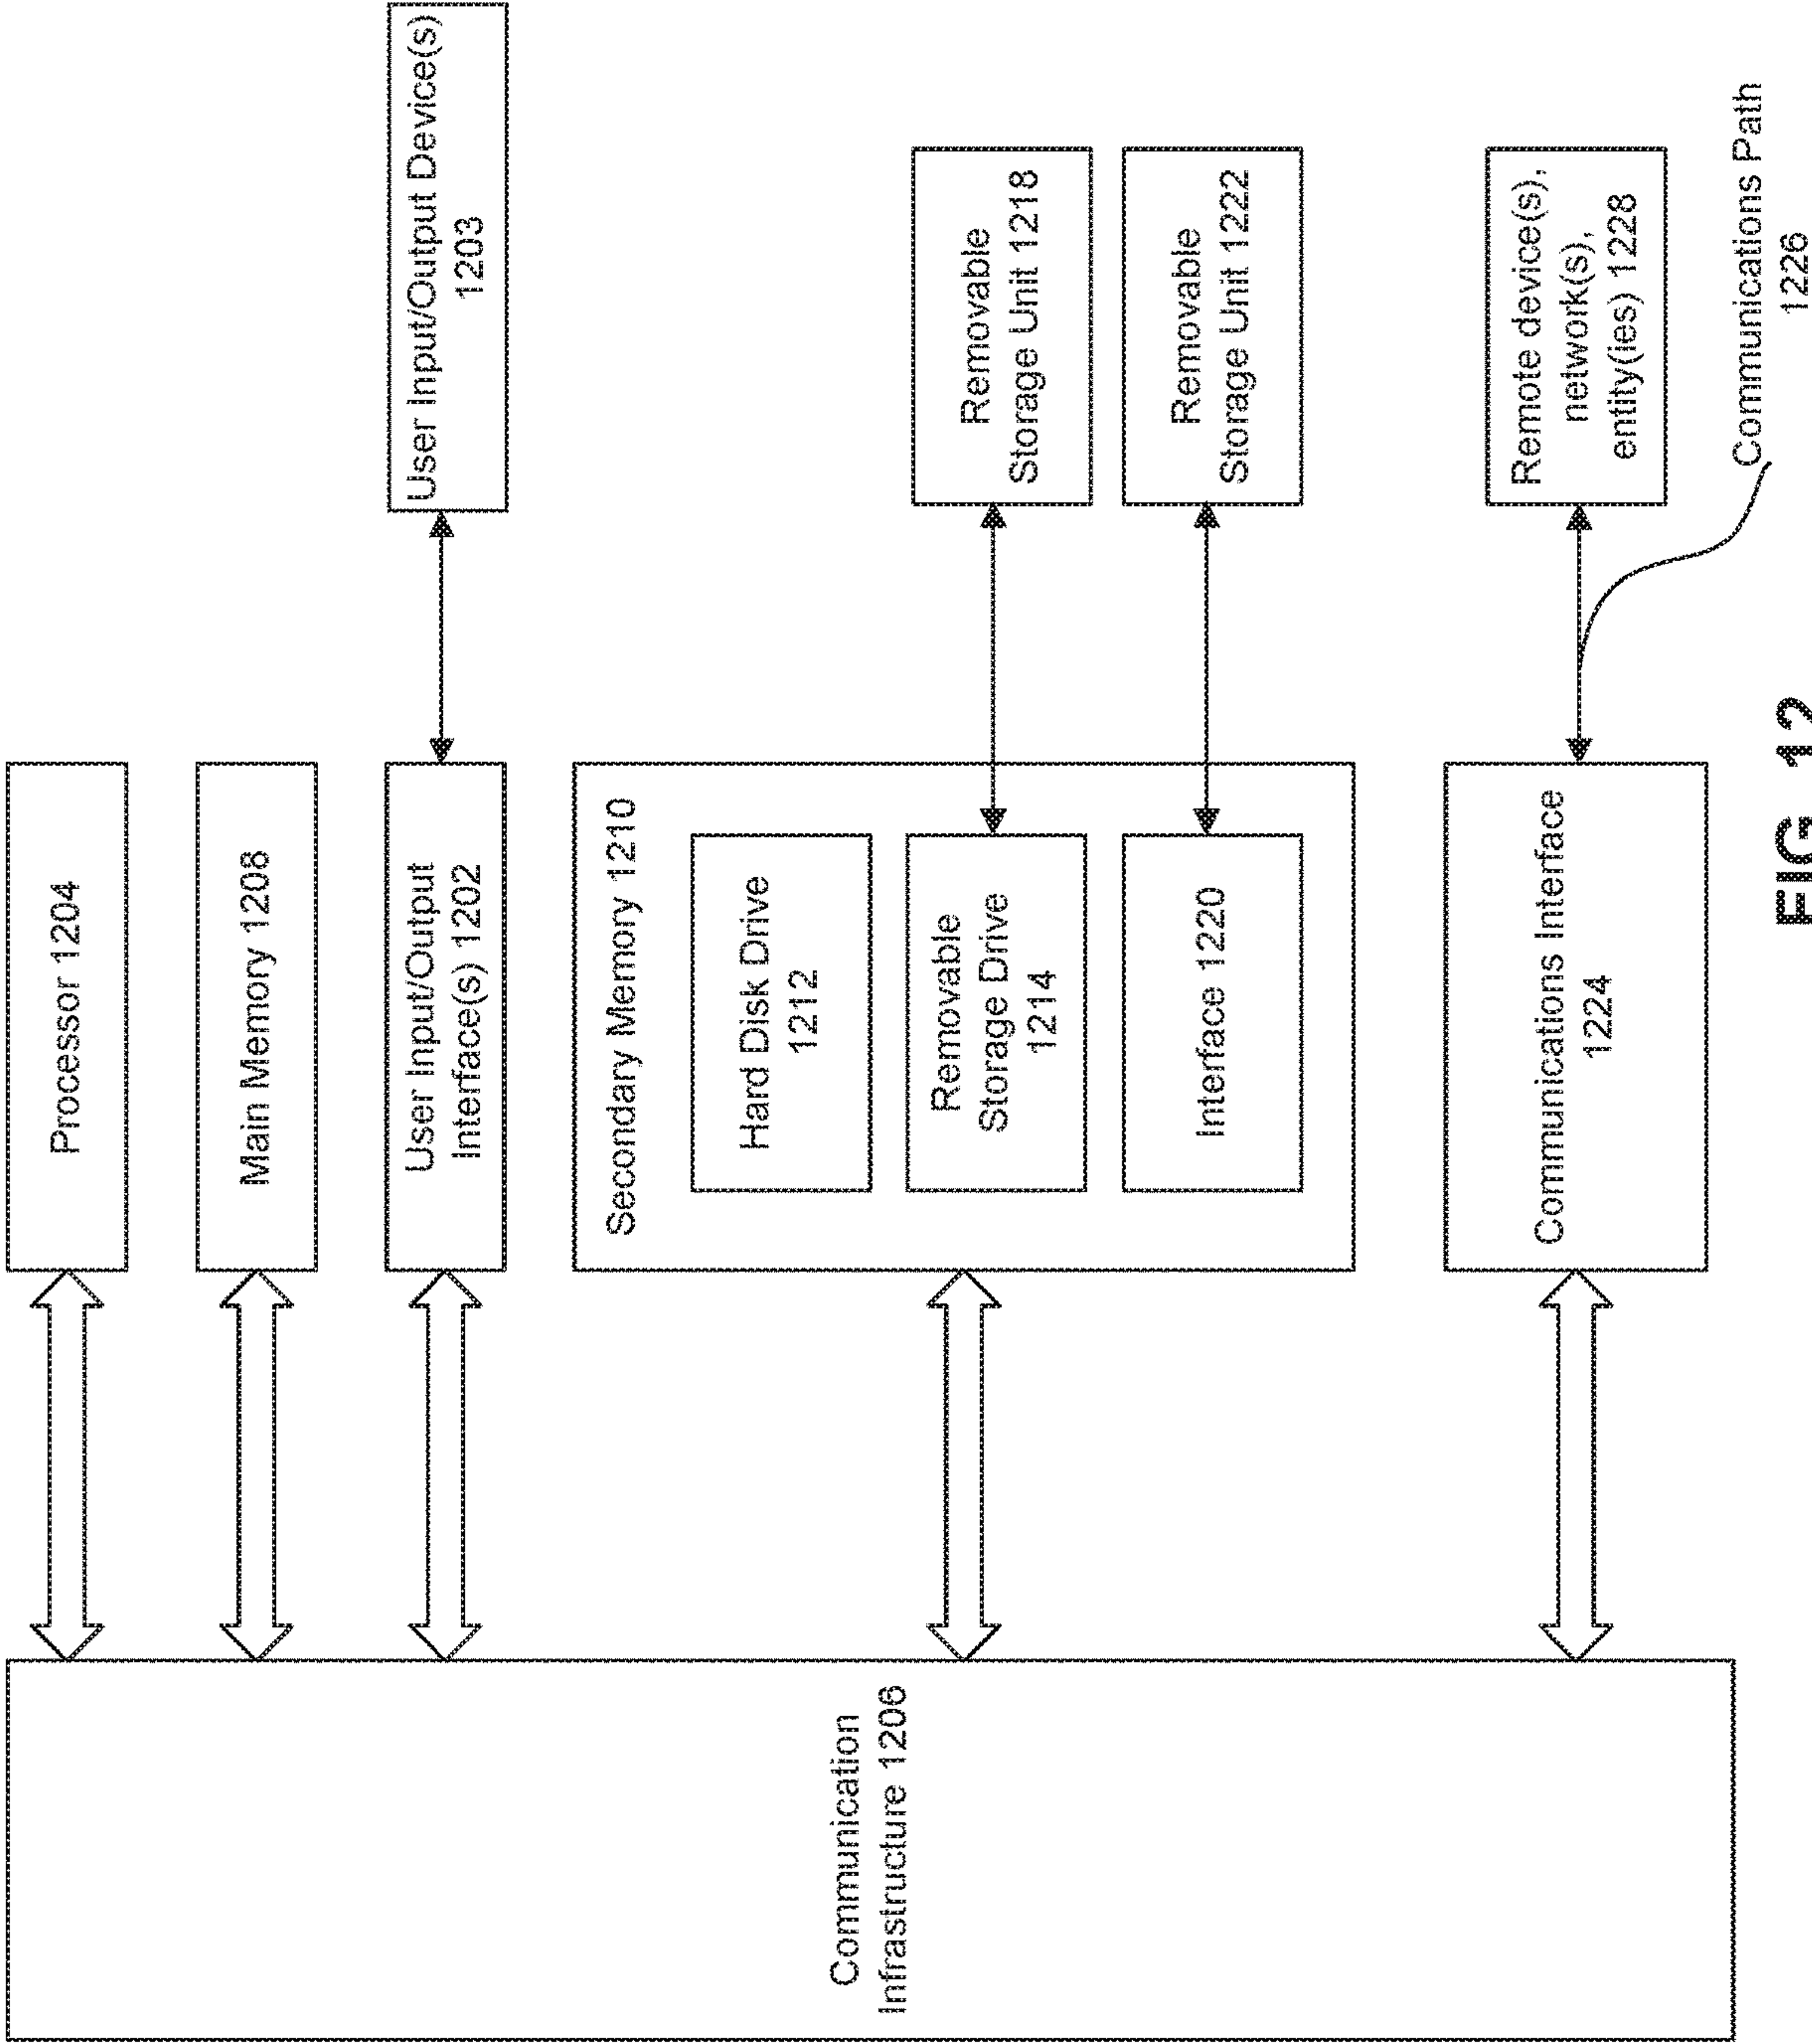 Processor 1204
Main Memory 1208
User Input/Output
Interface(s) 1202
User Input/Output Device(s)
1203
Secondary Memory 1210
Hard Disk Drive
1212
Removable
Storage Drive
1214
Removable
Storage Unit 1218
Interface 1220
Removable
Storage Unit 1222
Communication
Infrastructure 1206
Communications Interface
1224
Remote device(s),
network(s),
entity(ies) 1228
Communications Path
1226
FIG. 12